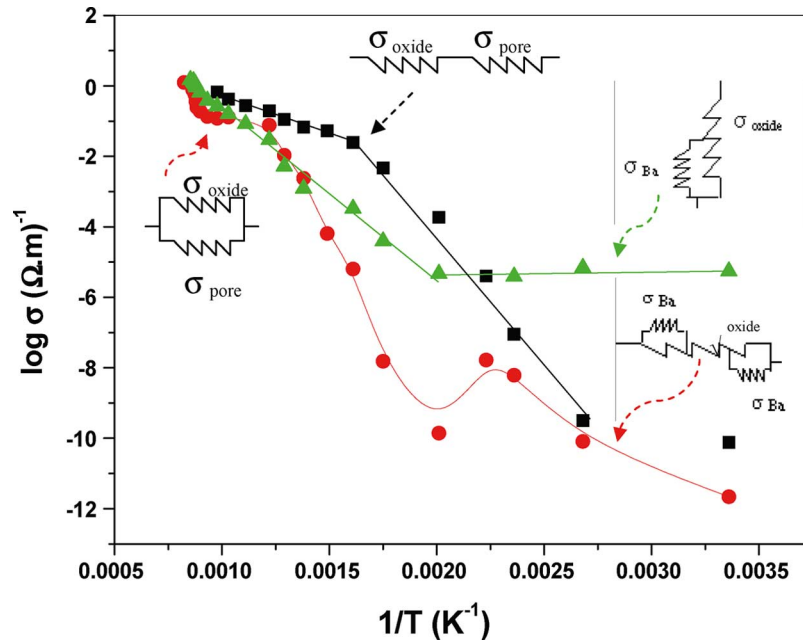 σ oxide σ pore
σ oxide
σ Ba
σ oxide
σ pore
σ Ba
oxide
σ Ba
log σ (Ω.m)-1
2
0
-2
-4
-6
-8
-10
-12
0.0005 0.0010 0.0015 0.0020 0.0025 0.0030 0.0035
1/T (K-1)